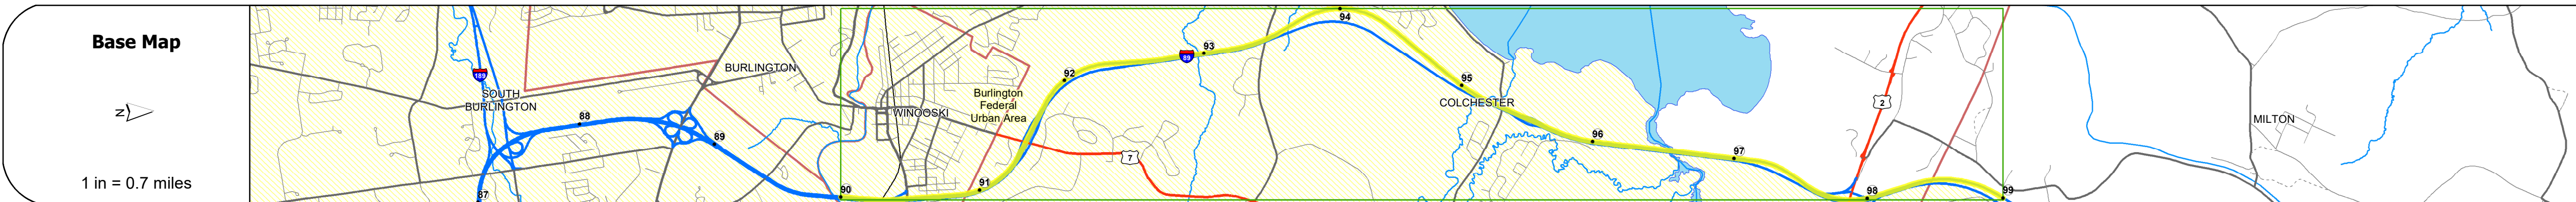 Base Map
N
1 in = 0.7 miles
189
SOUTH
BURLINGTON
87
88
89
BURLINGTON
90
WINOOSKI
91
Burlington
Federal
Urban Area
92
7
89
93
94
95
COLCHESTER
96
97
2
98
99
MILTON